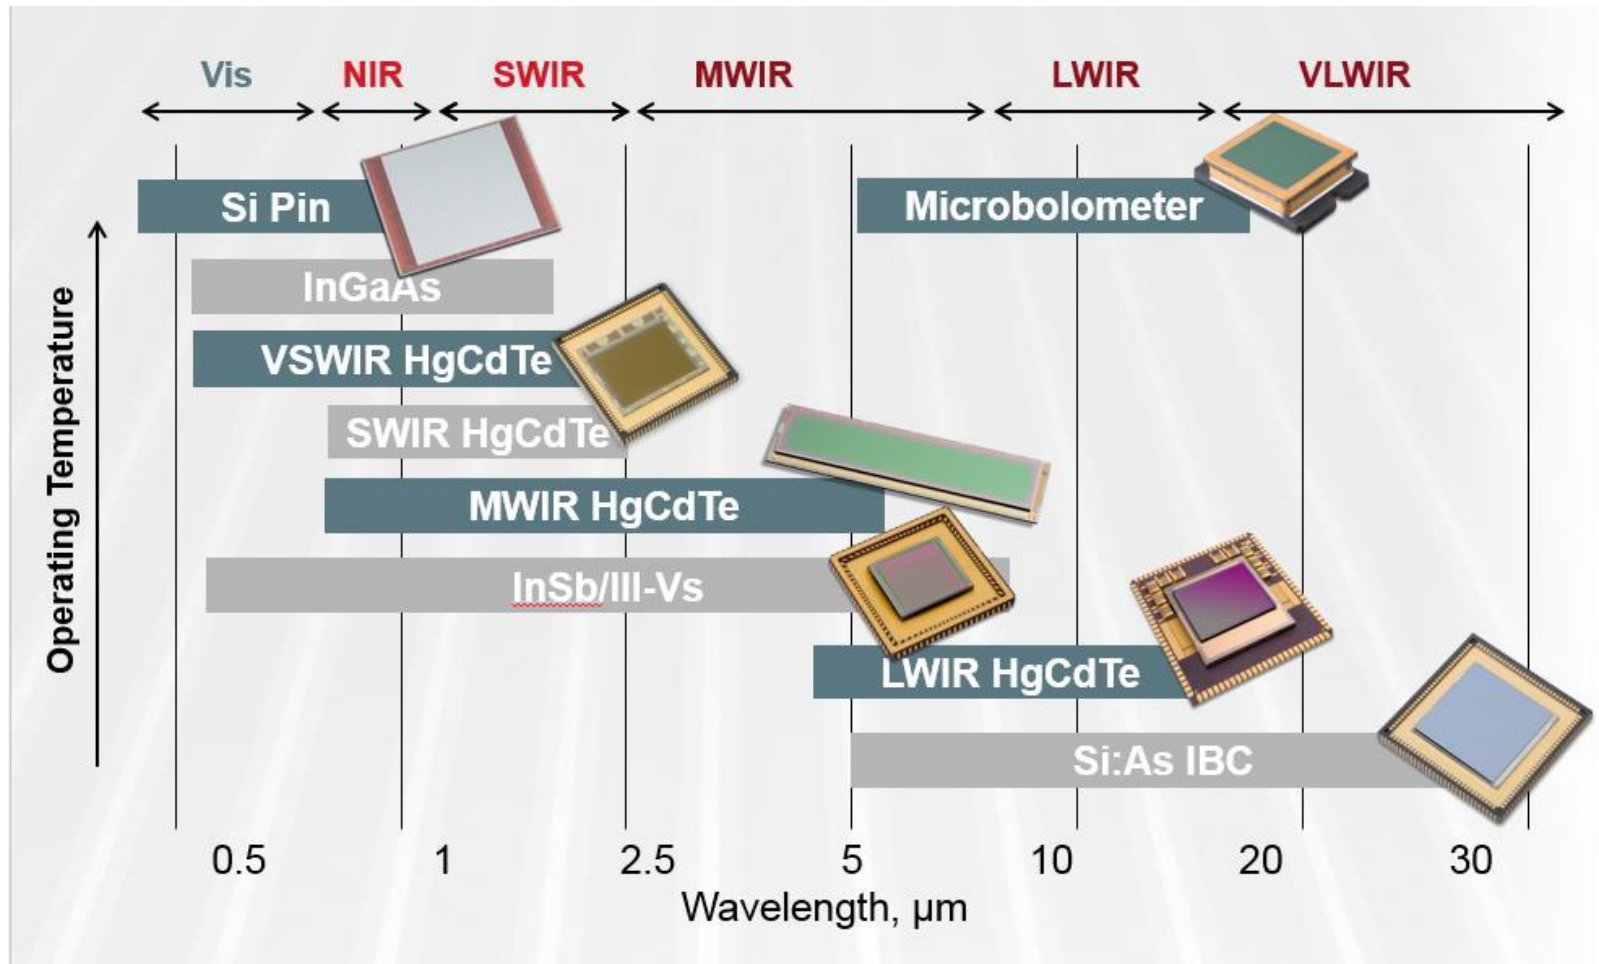 Vis NIR SWIR MWIR LWIR VLWIR
Si Pin Microbolometer
InGaAs
VSWIR HgCdTe
SWIR HgCdTe
MWIR HgCdTe
InSb/III-Vs
LWIR HgCdTe
Si:As IBC
Operating Temperature
0.5 1 2.5 5 10 20 30
Wavelength, µm